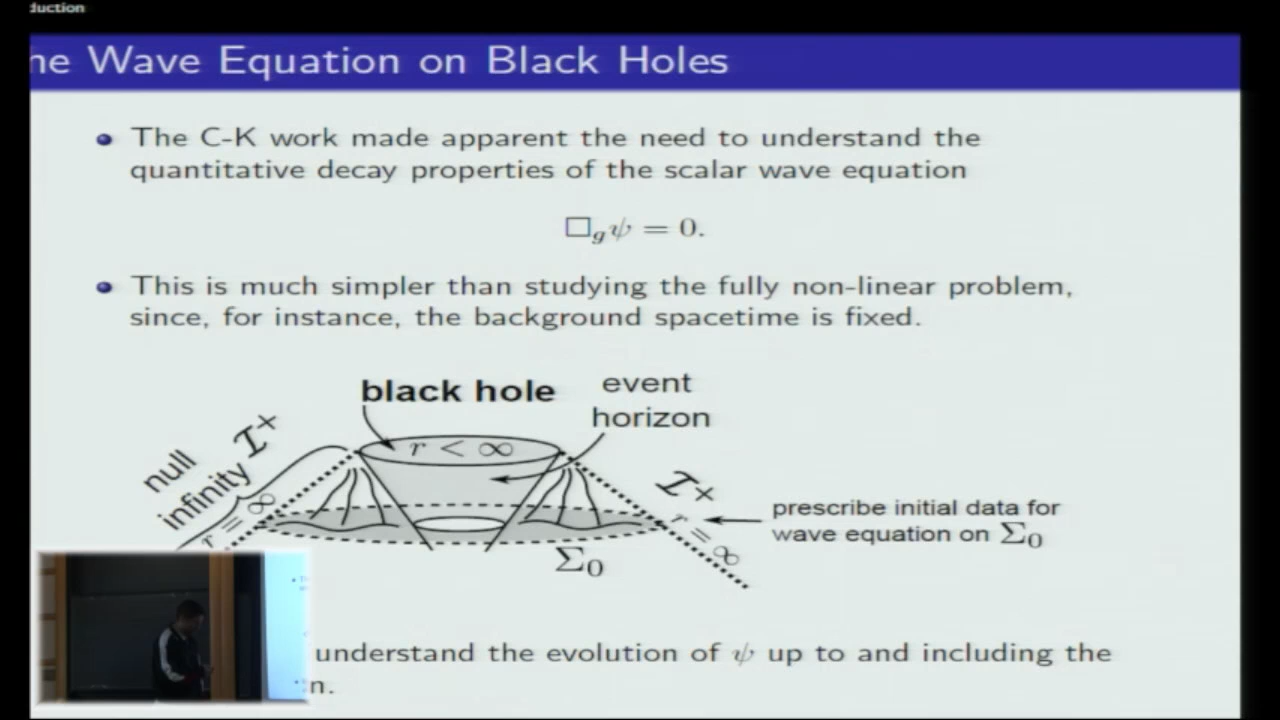 duction
he Wave Equation on Black Holes
The C-K work made apparent the need to understand the
quantitative decay properties of the scalar wave equation
□gψ = 0.
This is much simpler than studying the fully non-linear problem,
since, for instance, the background spacetime is fixed.
black hole
event
horizon
r < ∞
null
infinity
I+
r = ∞
I+
r = ∞
prescribe initial data for
wave equation on Σ0
Σ0
understand the evolution of ψ up to and including the
n.